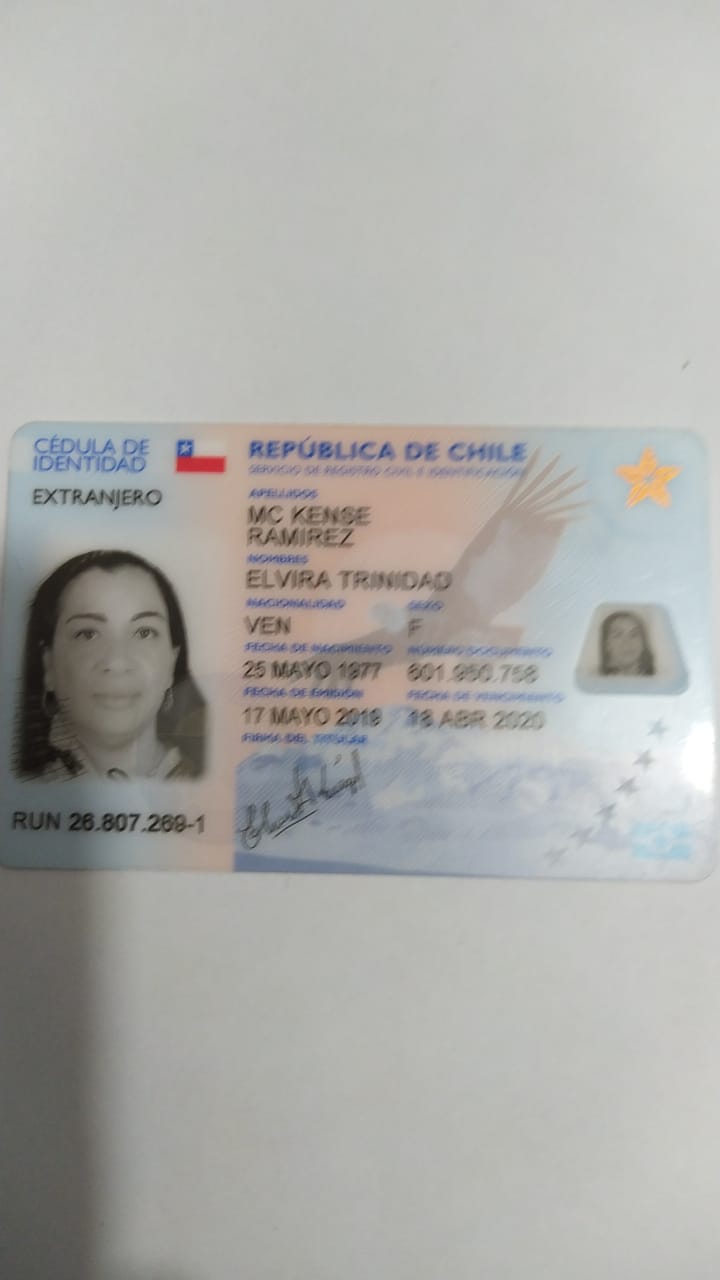 CÉDULA DE
IDENTIDAD
REPÚBLICA DE CHILE
SERVICIO DE REGISTRO CIVIL E IDENTIFICACIÓN
EXTRANJERO
APELLIDOS
MC KENSE
RAMIREZ
NOMBRES
ELVIRA TRINIDAD
NACIONALIDAD SEXO
VEN F
FECHA DE NACIMIENTO NÚMERO DOCUMENTO
25 MAYO 1977 601.950.758
FECHA DE EMISIÓN FECHA DE VENCIMIENTO
17 MAYO 2019 18 ABR 2020
FIRMA DEL TITULAR
RUN 26.807.269-1